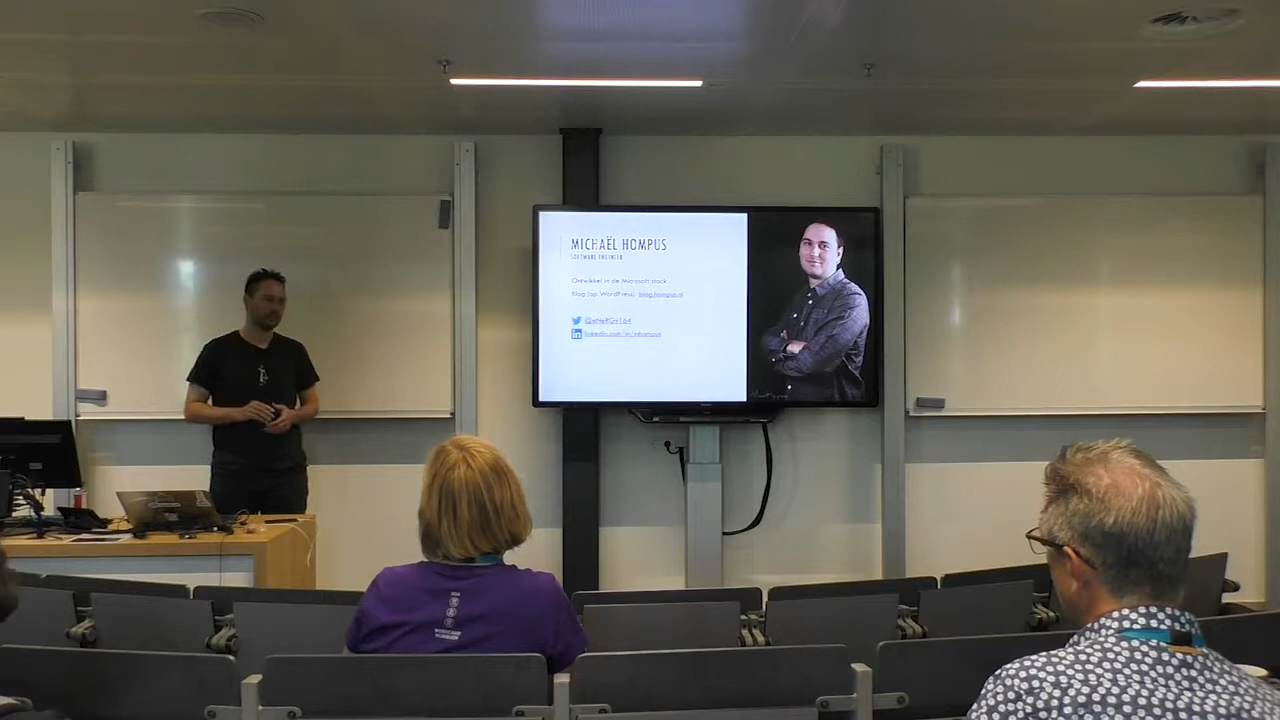 MICHAËL HOMPUS
SOFTWARE ENGINEER
Ontwikkel in de Microsoft stack
Blog (op WordPress): blog.hompus.nl
@eNeRGy164
linkedin.com/in/mhompus
WORDCAMP